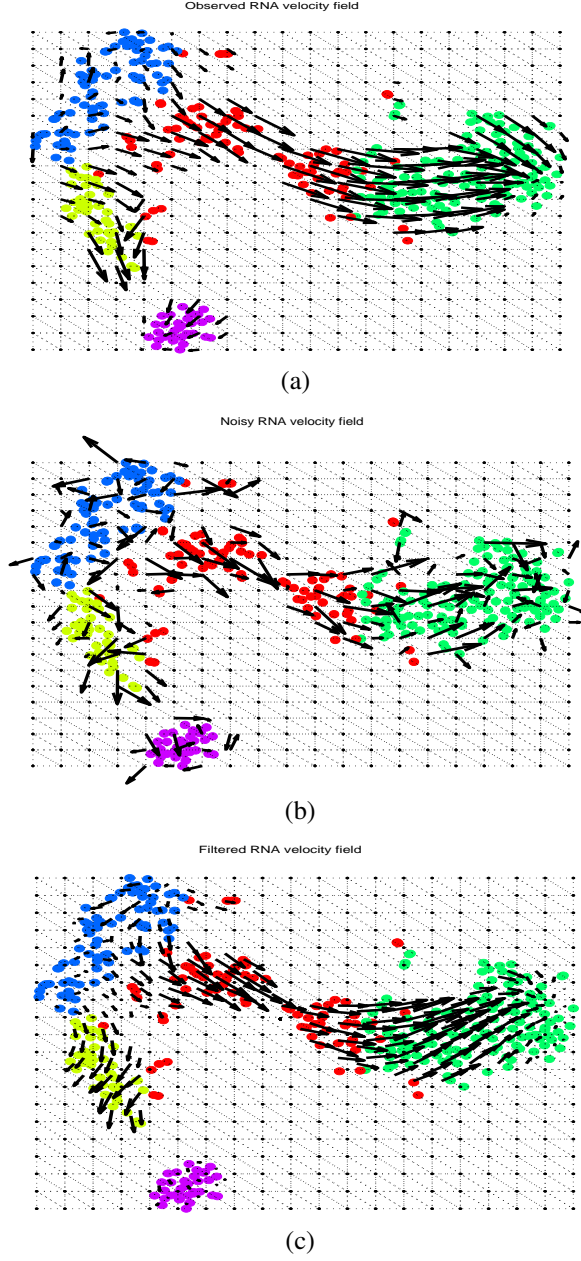 Observed RNA velocity field
(a)
Noisy RNA velocity field
(b)
Filtered RNA velocity field
(c)